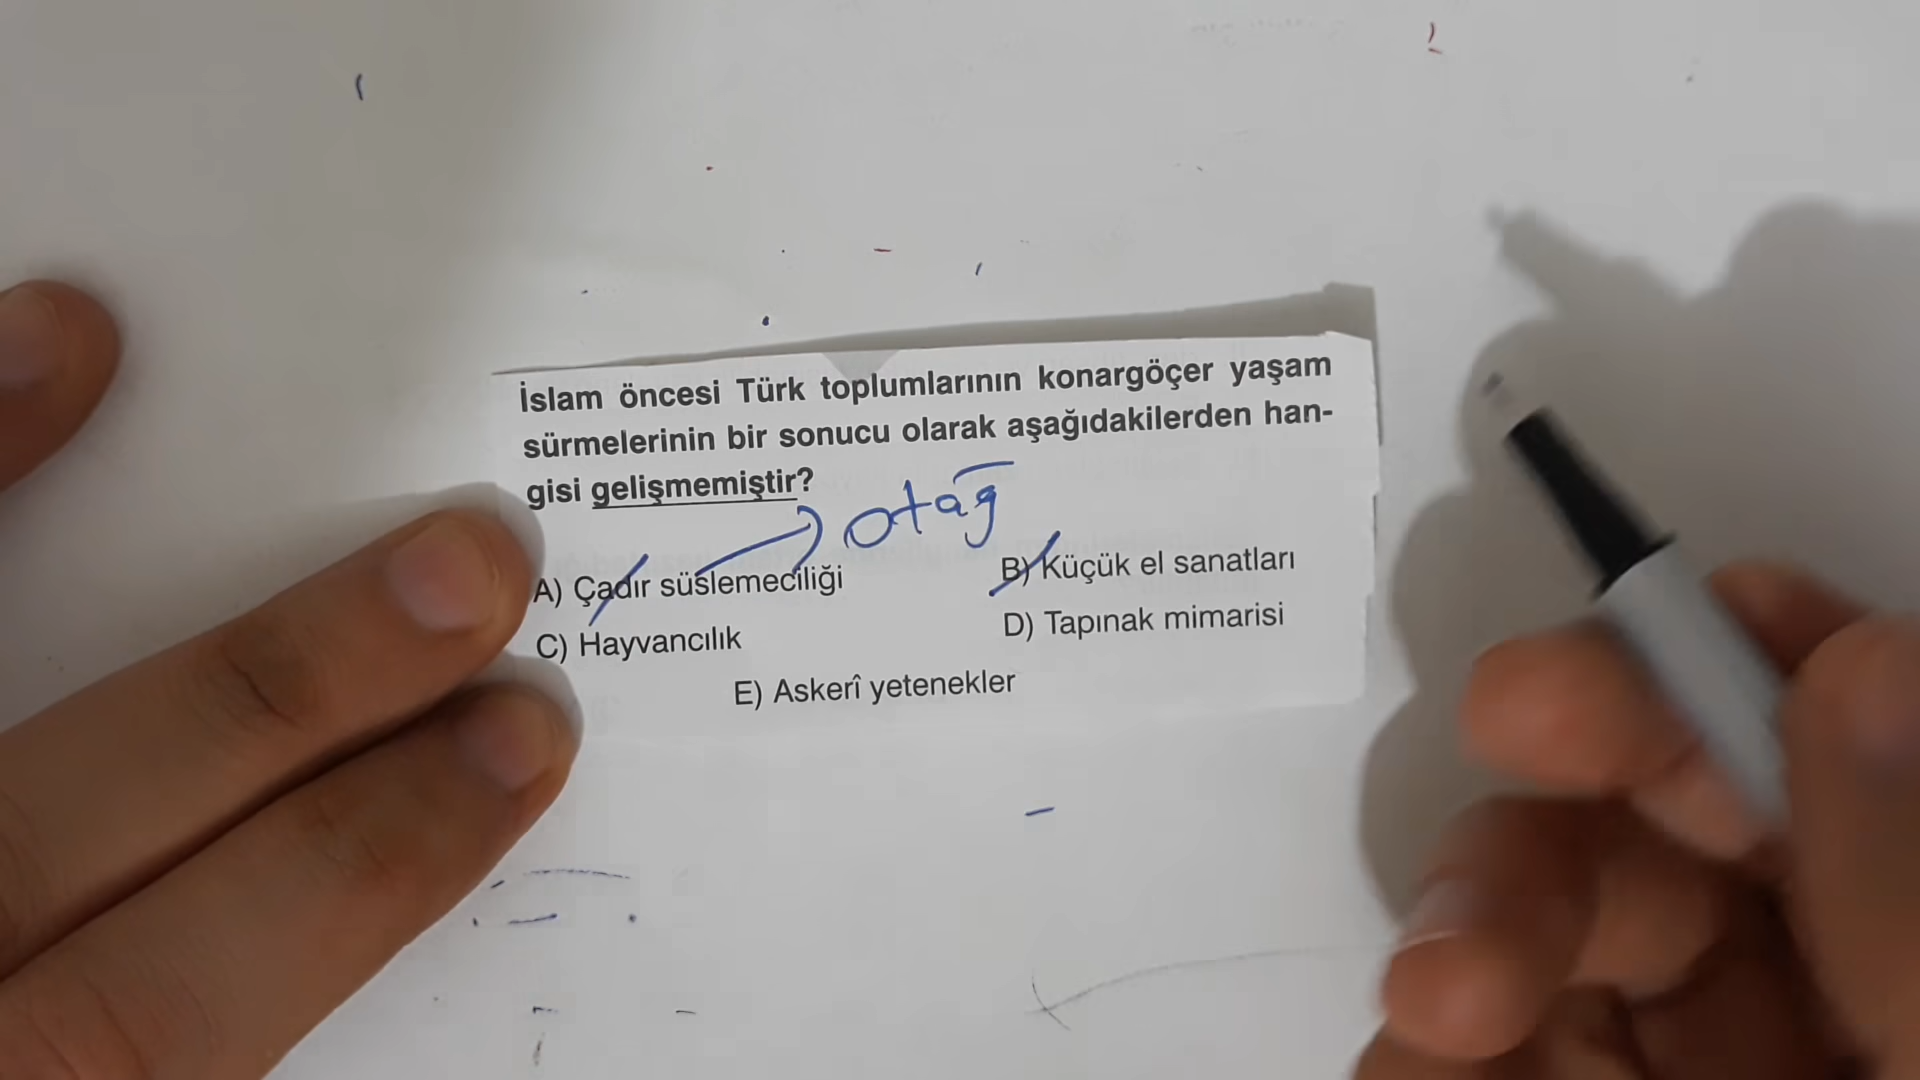 İslam öncesi Türk toplumlarının konargöçer yaşam
sürmelerinin bir sonucu olarak aşağıdakilerden han-
gisi gelişmemiştir?
otağ
A) Çadır süslemeciliği
B) Küçük el sanatları
C) Hayvancılık
D) Tapınak mimarisi
E) Askerî yetenekler